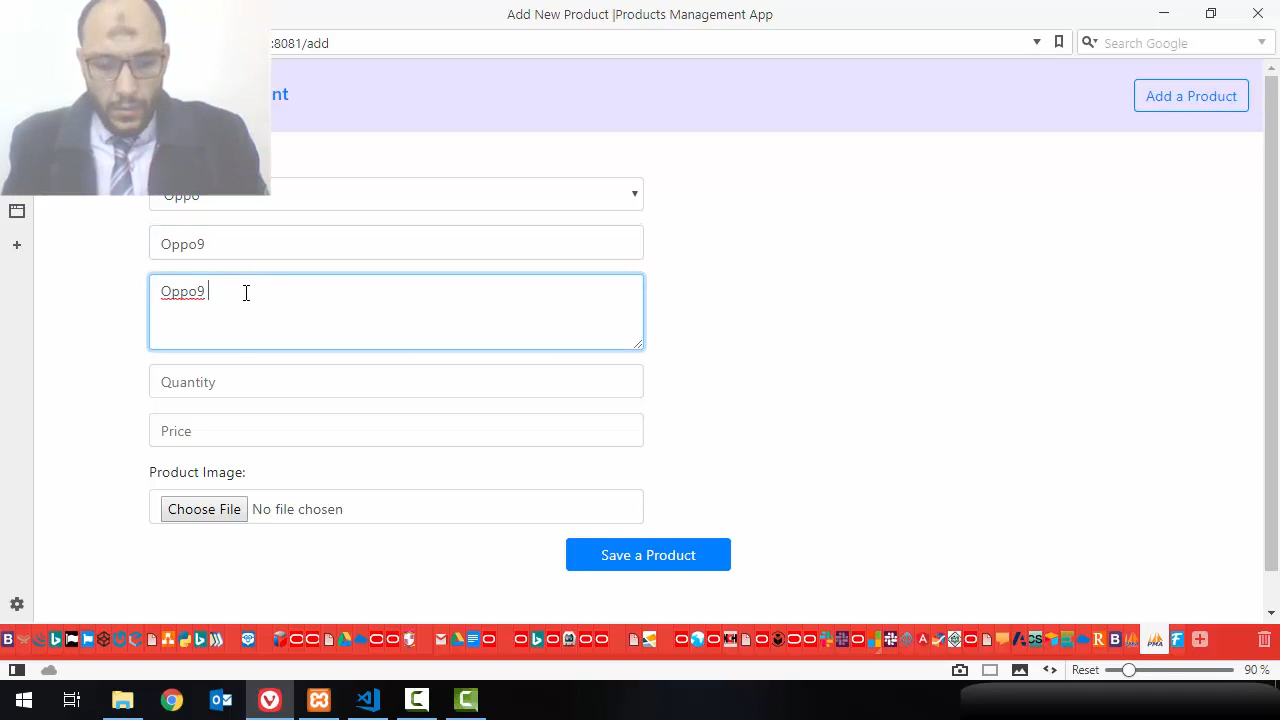 Add New Product |Products Management App
:8081/add
Search Google
nt
Add a Product
Oppo
Oppo9
Oppo9
Quantity
Price
Product Image:
Choose File No file chosen
Save a Product
Reset
90 %